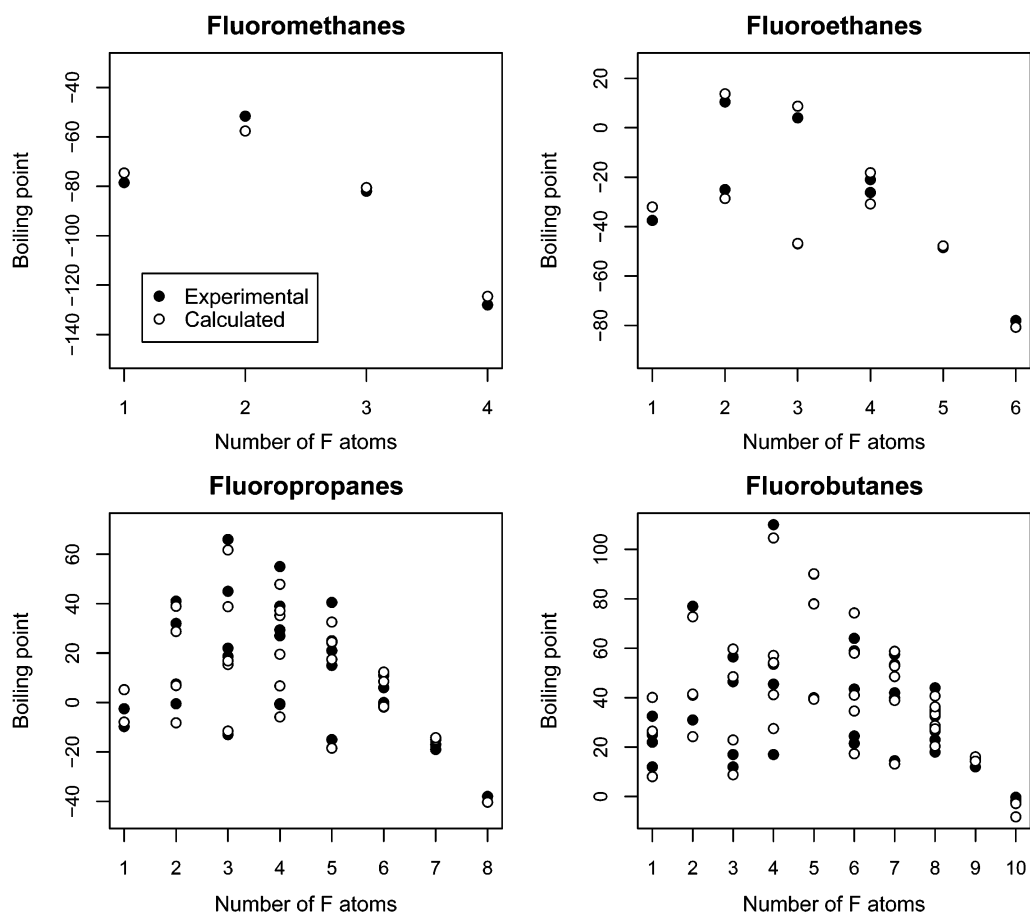 Fluoromethanes
Boiling point
−40
−60
−80
−100
−120
−140
Experimental
Calculated
1 2 3 4
Number of F atoms
Fluoroethanes
Boiling point
20
0
−20
−40
−60
−80
1 2 3 4 5 6
Number of F atoms
Fluoropropanes
Boiling point
60
40
20
0
−20
−40
1 2 3 4 5 6 7 8
Number of F atoms
Fluorobutanes
Boiling point
100
80
60
40
20
0
1 2 3 4 5 6 7 8 9 10
Number of F atoms